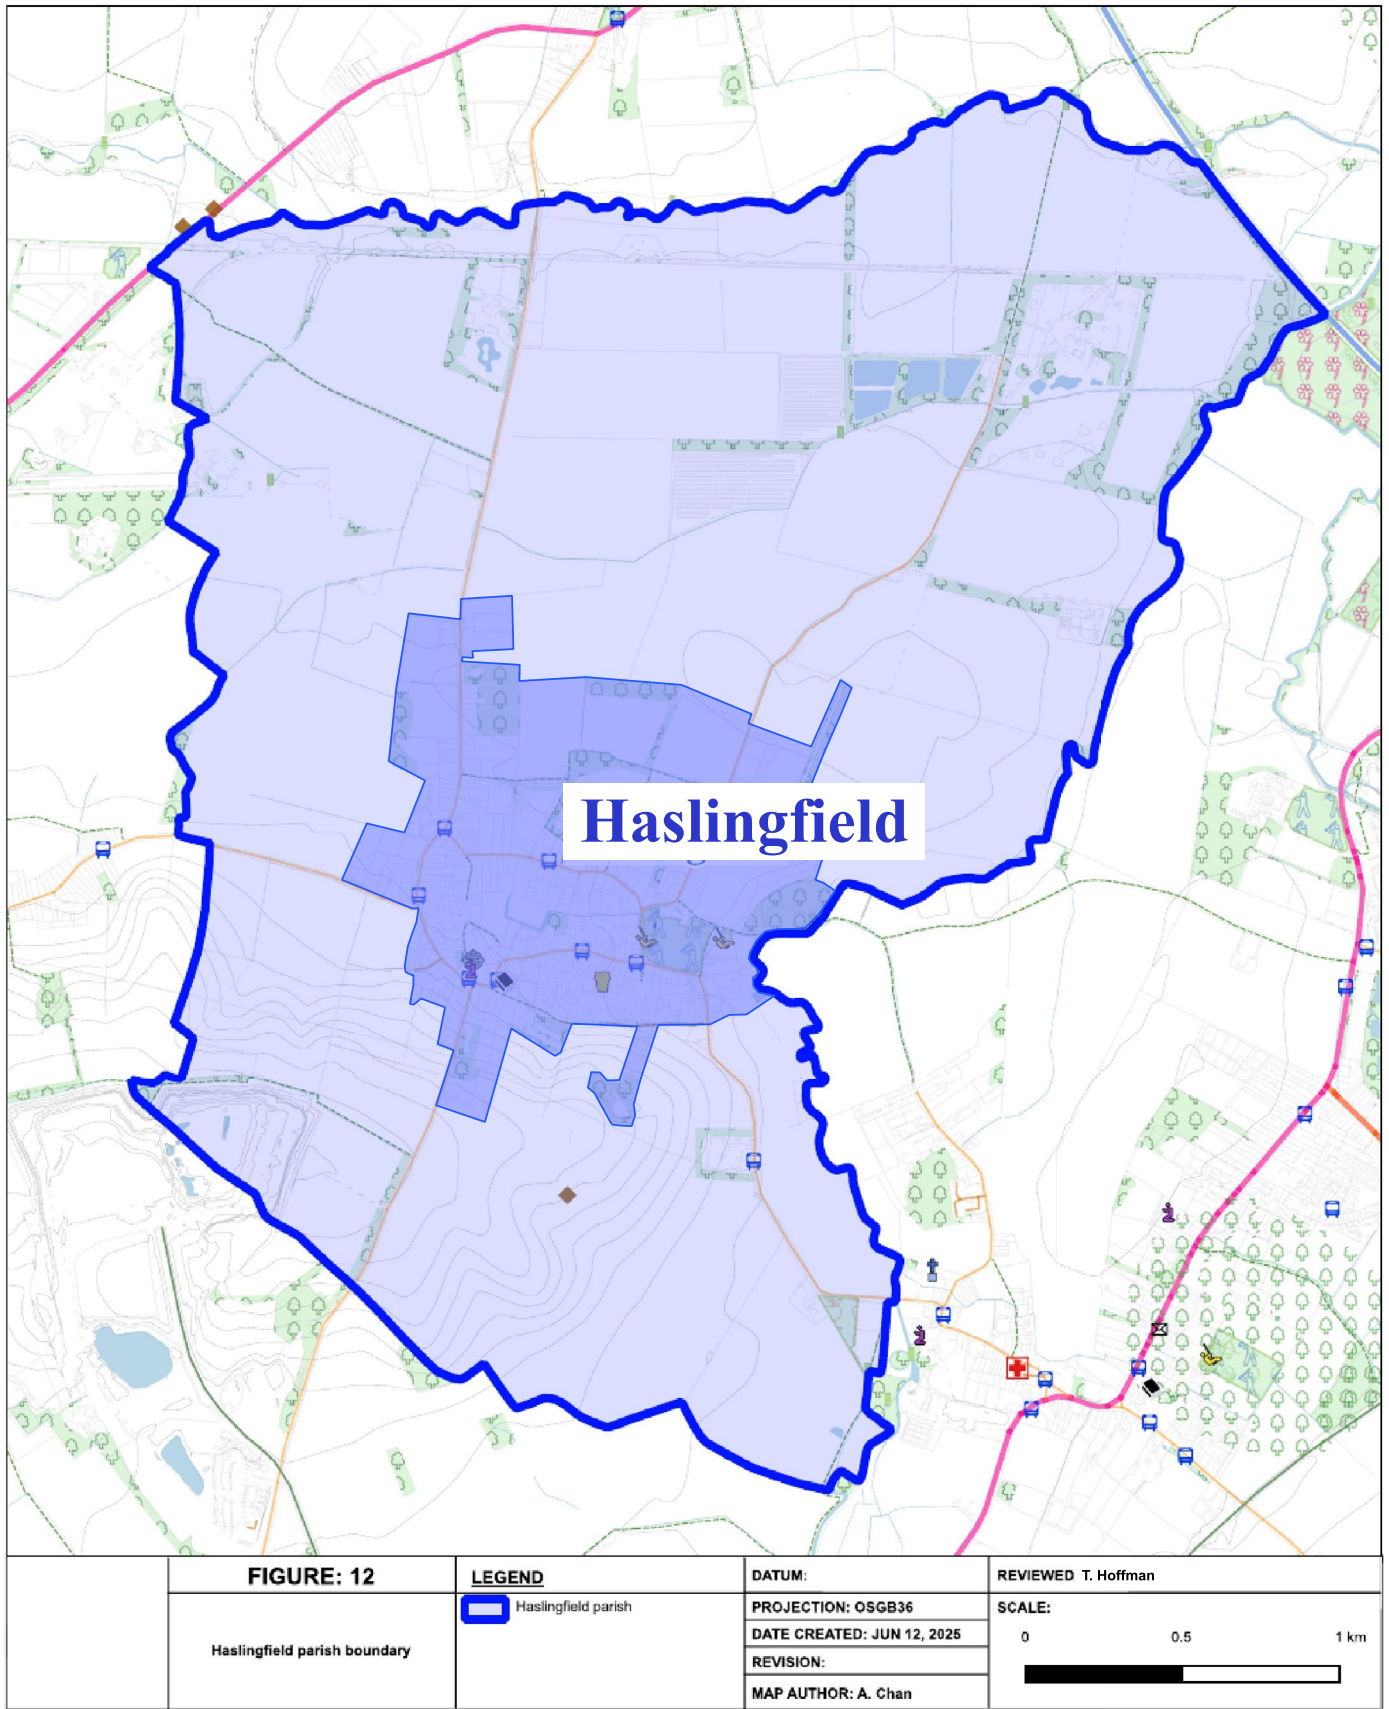 Haslingfield
FIGURE: 12
Haslingfield parish boundary
LEGEND
Haslingfield parish
DATUM:
PROJECTION: OSGB36
DATE CREATED: JUN 12, 2025
REVISION:
MAP AUTHOR: A. Chan
REVIEWED T. Hoffman
SCALE:
0 0.5 1 km